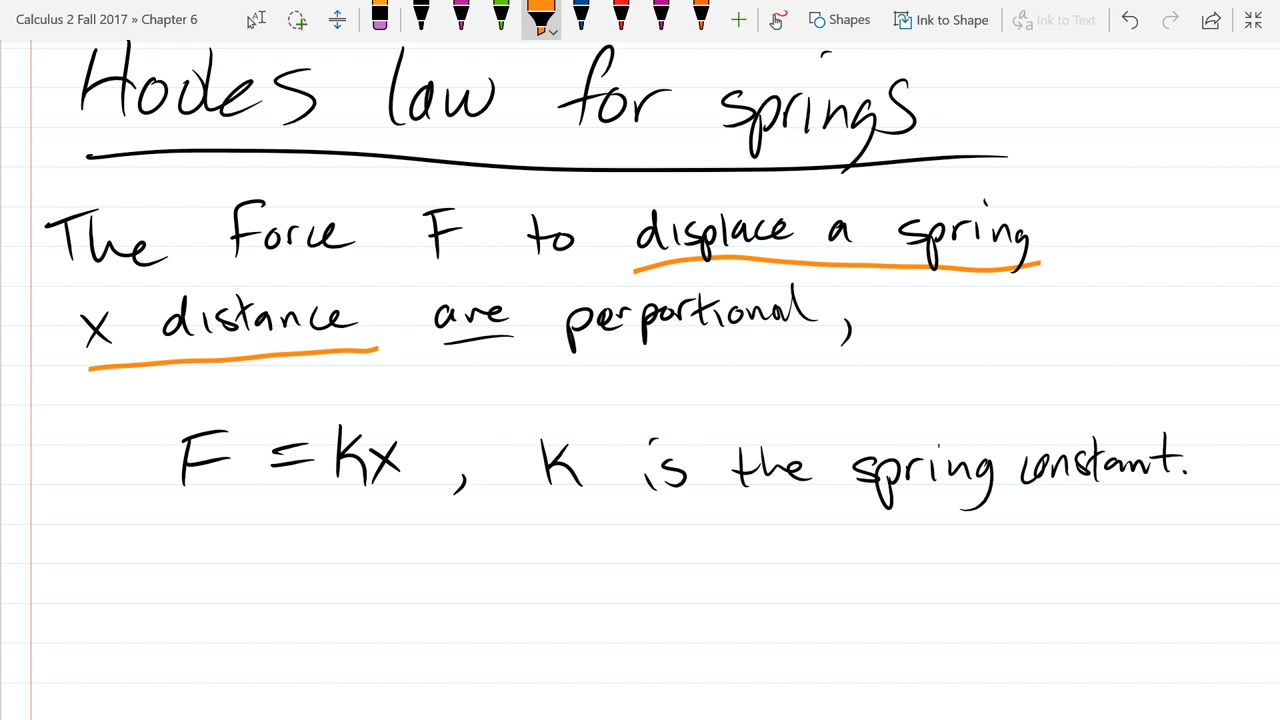 Calculus 2 Fall 2017 » Chapter 6
Shapes
Ink to Shape
Ink to Text
Hookes law for springs
The Force F to displace a spring
x distance are perportional,
F = kx , K is the spring constant.